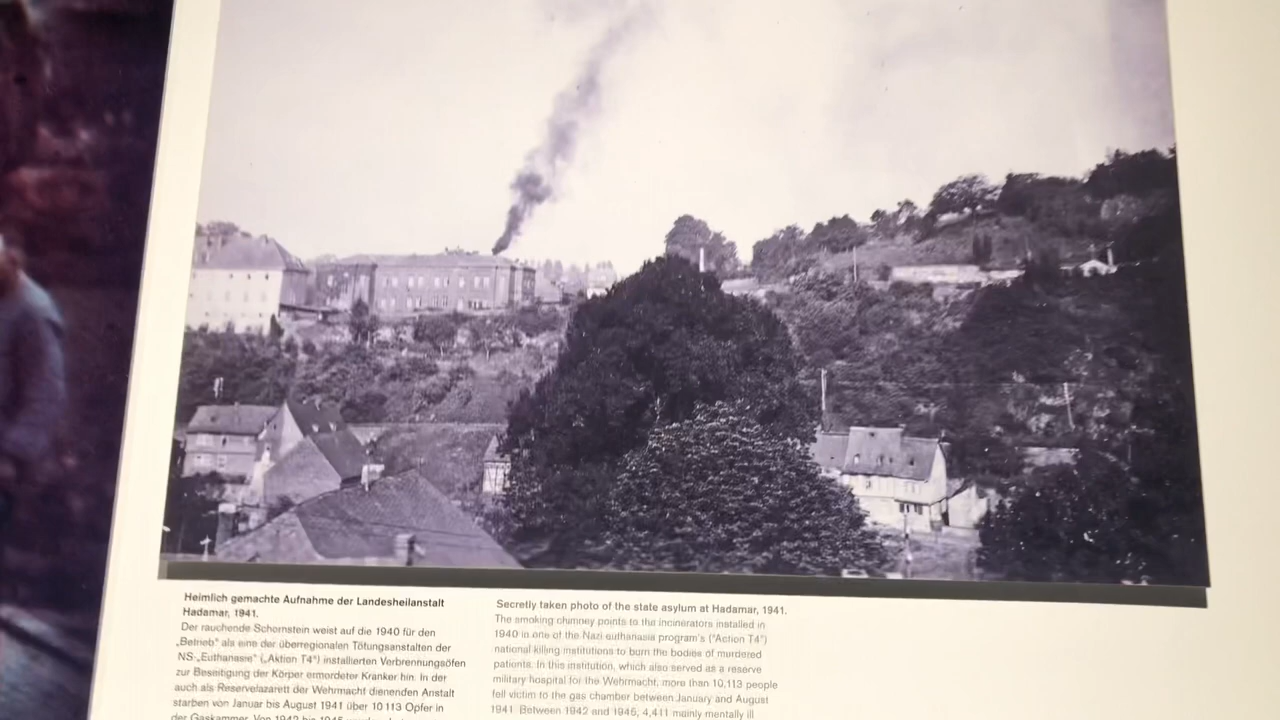 Heimlich gemachte Aufnahme der Landesheilanstalt
Hadamar, 1941.
Der rauchende Schornstein weist auf die 1940 für den
„Betrieb" als eine der überregionalen Tötungsanstalten der
NS-„Euthanasie" („Aktion T4") installierten Verbrennungsöfen
zur Beseitigung der Körper ermordeter Kranker hin. In der
auch als Reservelazarett der Wehrmacht dienenden Anstalt
starben von Januar bis August 1941 über 10 113 Opfer in
der Gaskammer. Von 1942 bis 1945
Secretly taken photo of the state asylum at Hadamar, 1941.
The smoking chimney points to the incinerators installed in
1940 in one of the Nazi euthanasia program's ("Action T4")
national killing institutions to burn the bodies of murdered
patients. In this institution, which also served as a reserve
military hospital for the Wehrmacht, more than 10,113 people
fell victim to the gas chamber between January and August
1941. Between 1942 and 1945, 4,411 mainly mentally ill